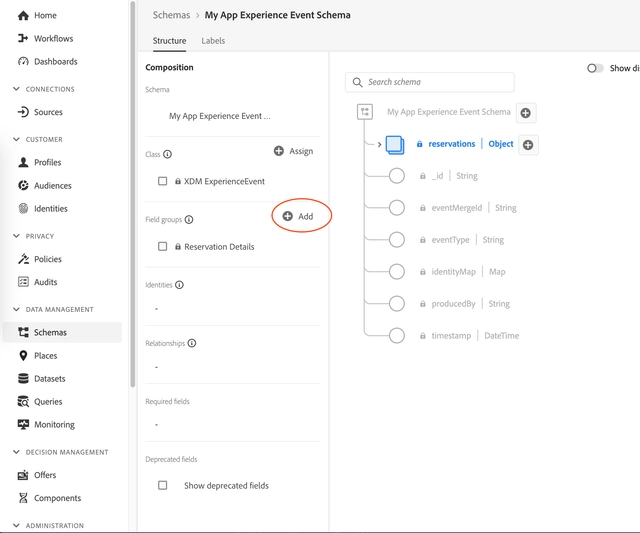 Home
Workflows
Dashboards
CONNECTIONS
Sources
CUSTOMER
Profiles
Audiences
Identities
PRIVACY
Policies
Audits
DATA MANAGEMENT
Schemas
Places
Datasets
Queries
Monitoring
DECISION MANAGEMENT
Offers
Components
ADMINISTRATION
Schemas > My App Experience Event Schema
Structure Labels
Composition
Schema
My App Experience Event ...
Class Assign
XDM ExperienceEvent
Field groups Add
Reservation Details
Identities
-
Relationships
-
Required fields
-
Deprecated fields
Show deprecated fields
Show di
Search schema
My App Experience Event Schema
reservations | Object
_id | String
eventMergeId | String
eventType | String
identityMap | Map
producedBy | String
timestamp | DateTime